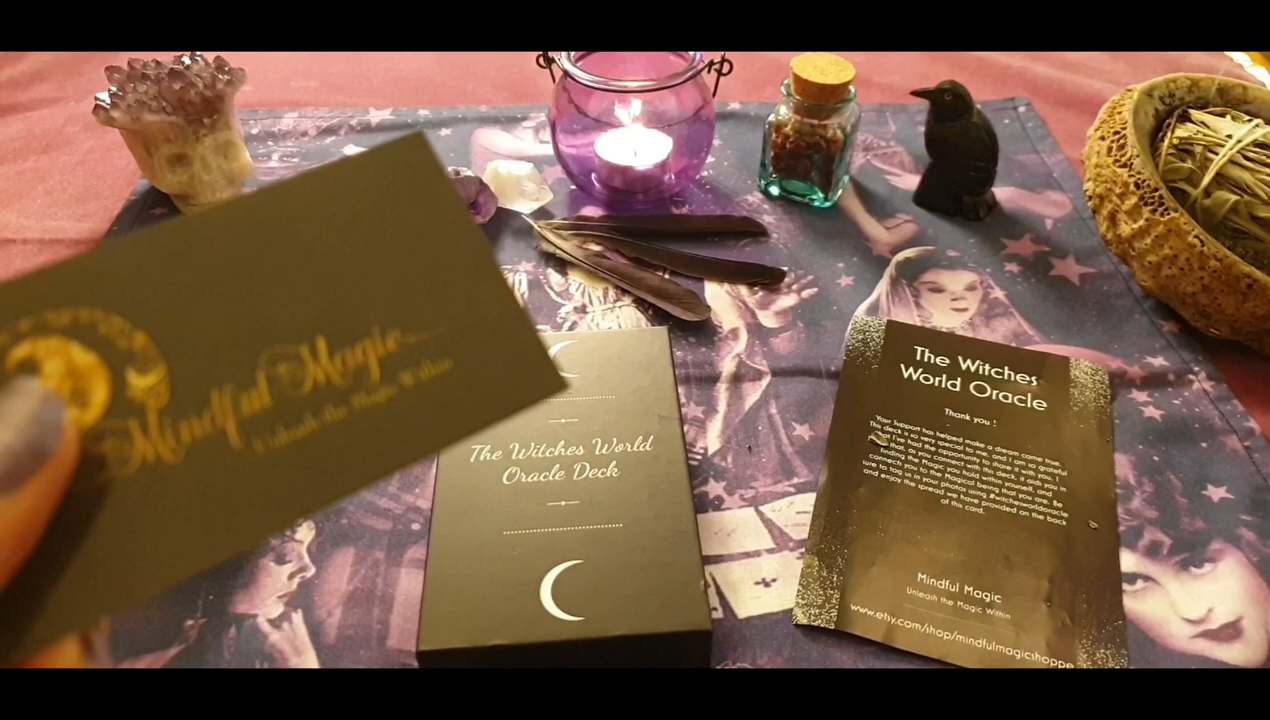 Mindful Magic
Unleash the Magic Within
The Witches World
Oracle Deck
The Witches
World Oracle
Thank you !
Your Support has helped make a dream come true.
This deck is so very special to me, and I am so grateful
that I've had the opportunity to share it with you. I
that, as you connect with this deck, it aids you in
finding the Magic you hold within yourself, and
connect you to the Magical being that you are. Be
sure to tag us in your photos using #witchesworldoracle
and enjoy the spread we have provided on the back
of this card.
Mindful Magic
Unleash the Magic Within
www.etsy.com/shop/mindfulmagicshoppe